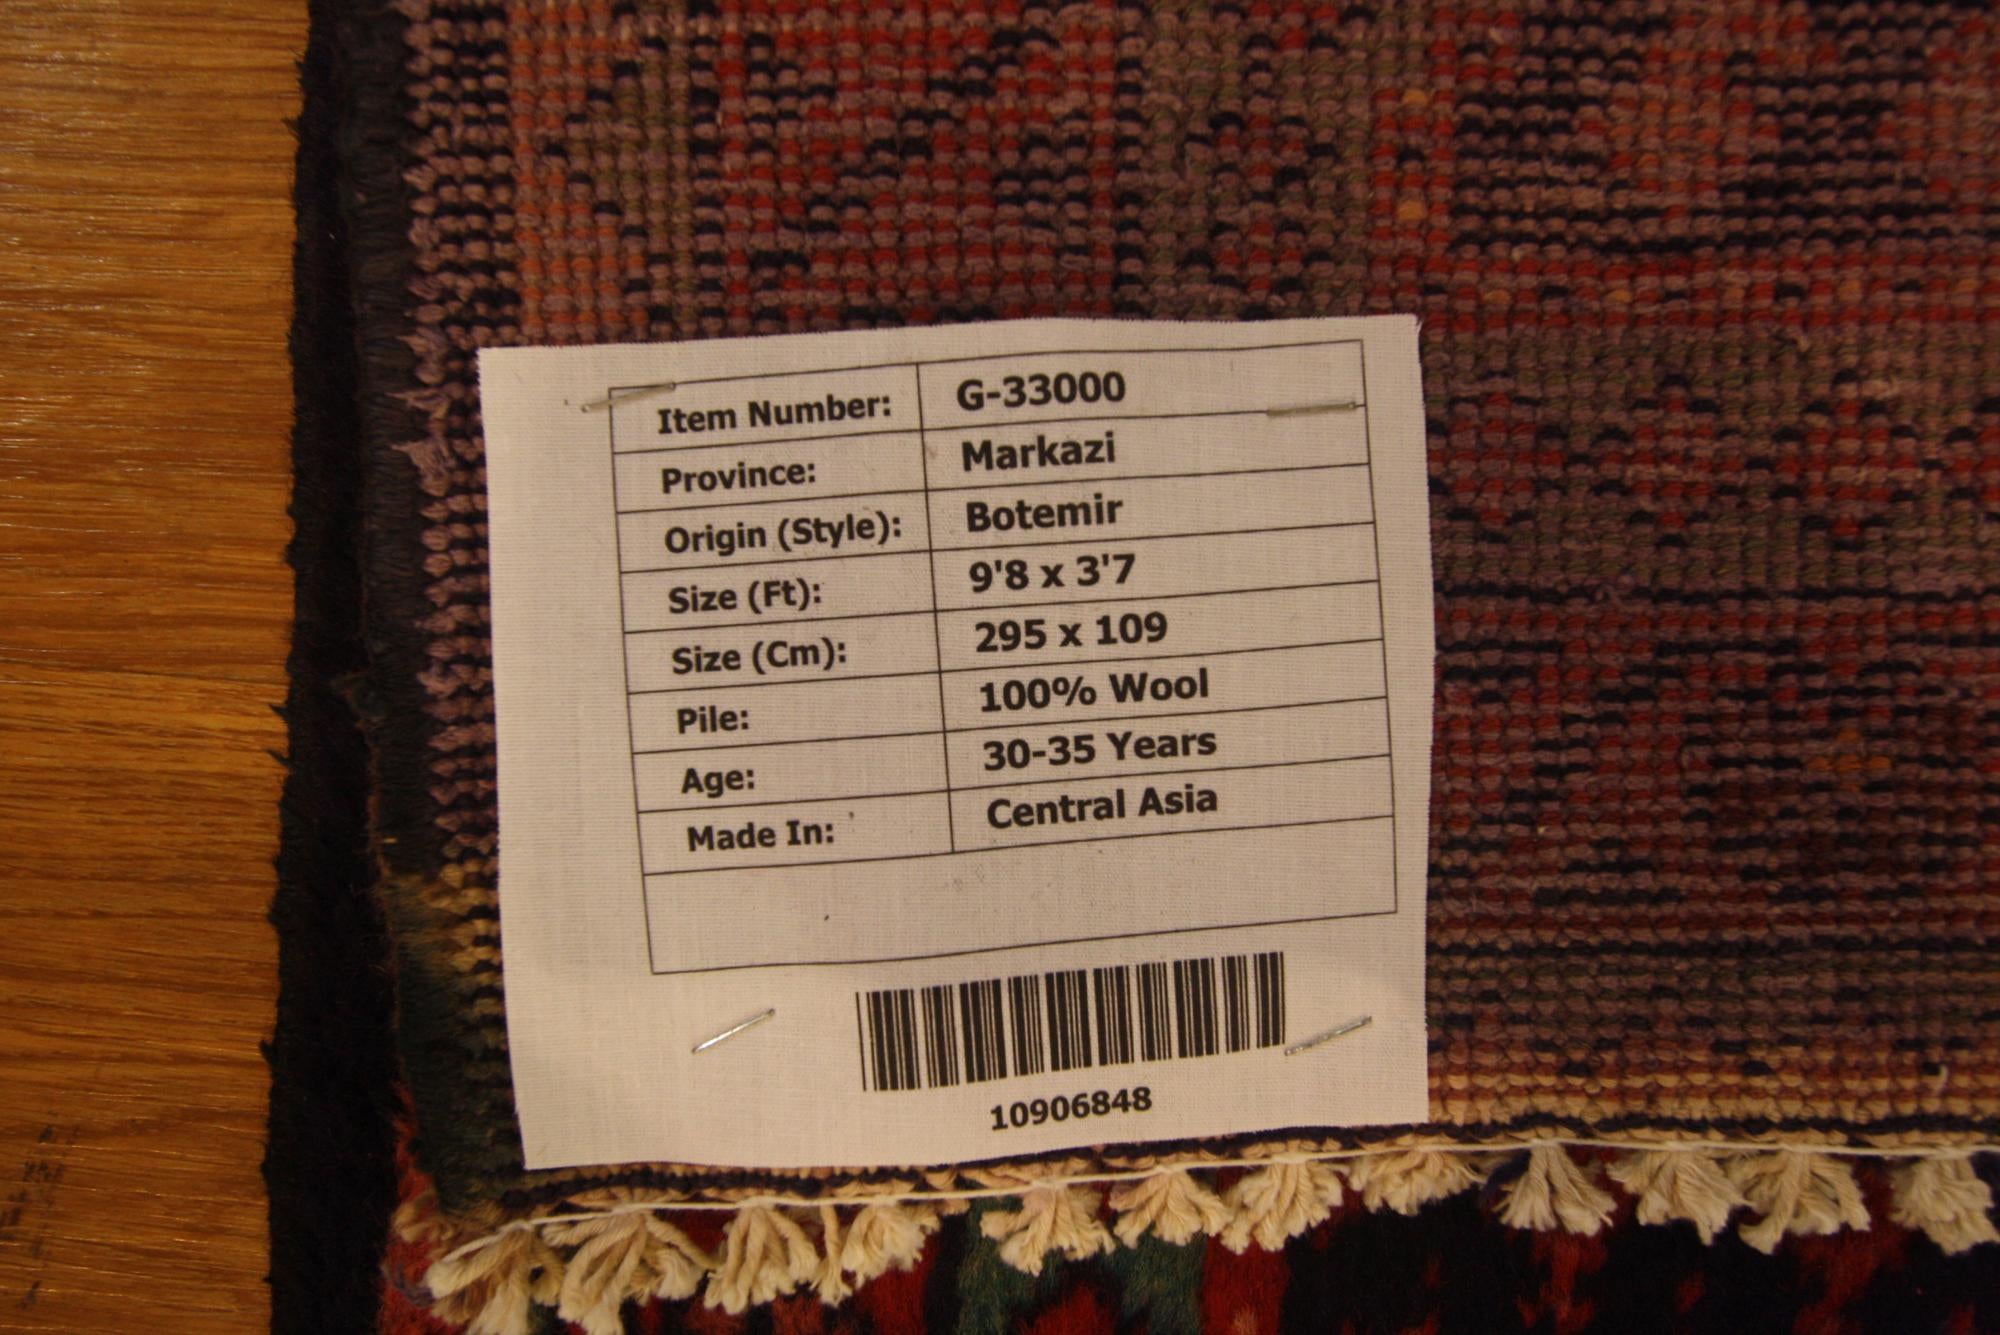 Item Number: G-33000
Province: Markazi
Origin (Style): Botemir
Size (Ft): 9'8 x 3'7
Size (Cm): 295 x 109
Pile: 100% Wool
Age: 30-35 Years
Made In: Central Asia
10906848